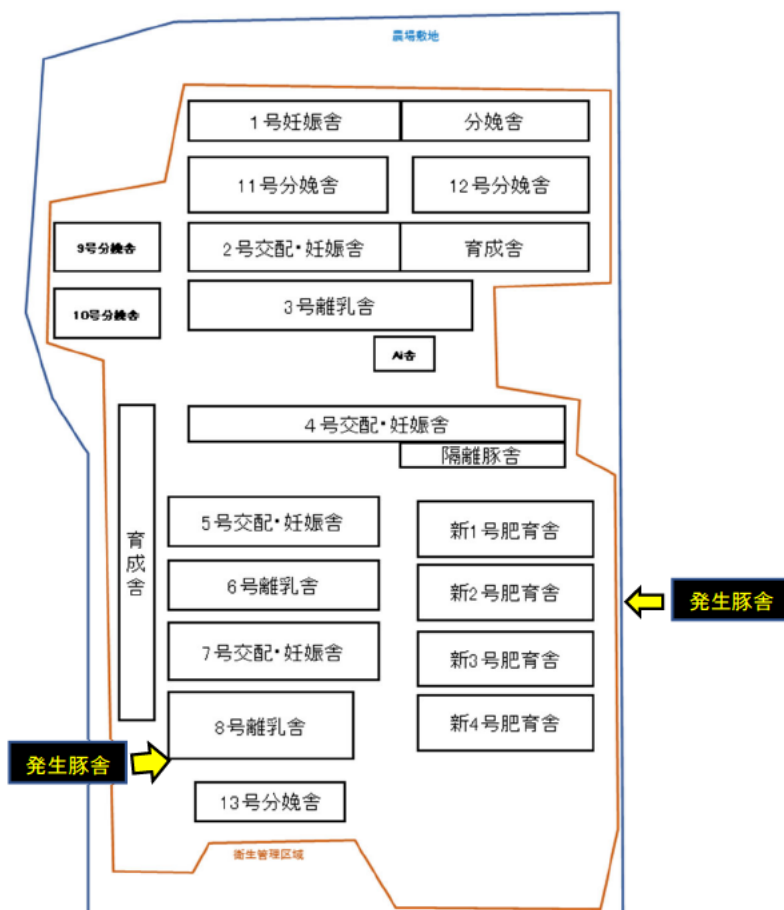 農場敷地
1号妊娠舎
分娩舎
11号分娩舎
12号分娩舎
9号分娩舎
2号交配・妊娠舎
育成舎
10号分娩舎
3号離乳舎
Ai舎
4号交配・妊娠舎
隔離豚舎
育成舎
5号交配・妊娠舎
新1号肥育舎
6号離乳舎
新2号肥育舎
発生豚舎
7号交配・妊娠舎
新3号肥育舎
8号離乳舎
新4号肥育舎
発生豚舎
13号分娩舎
衛生管理区域